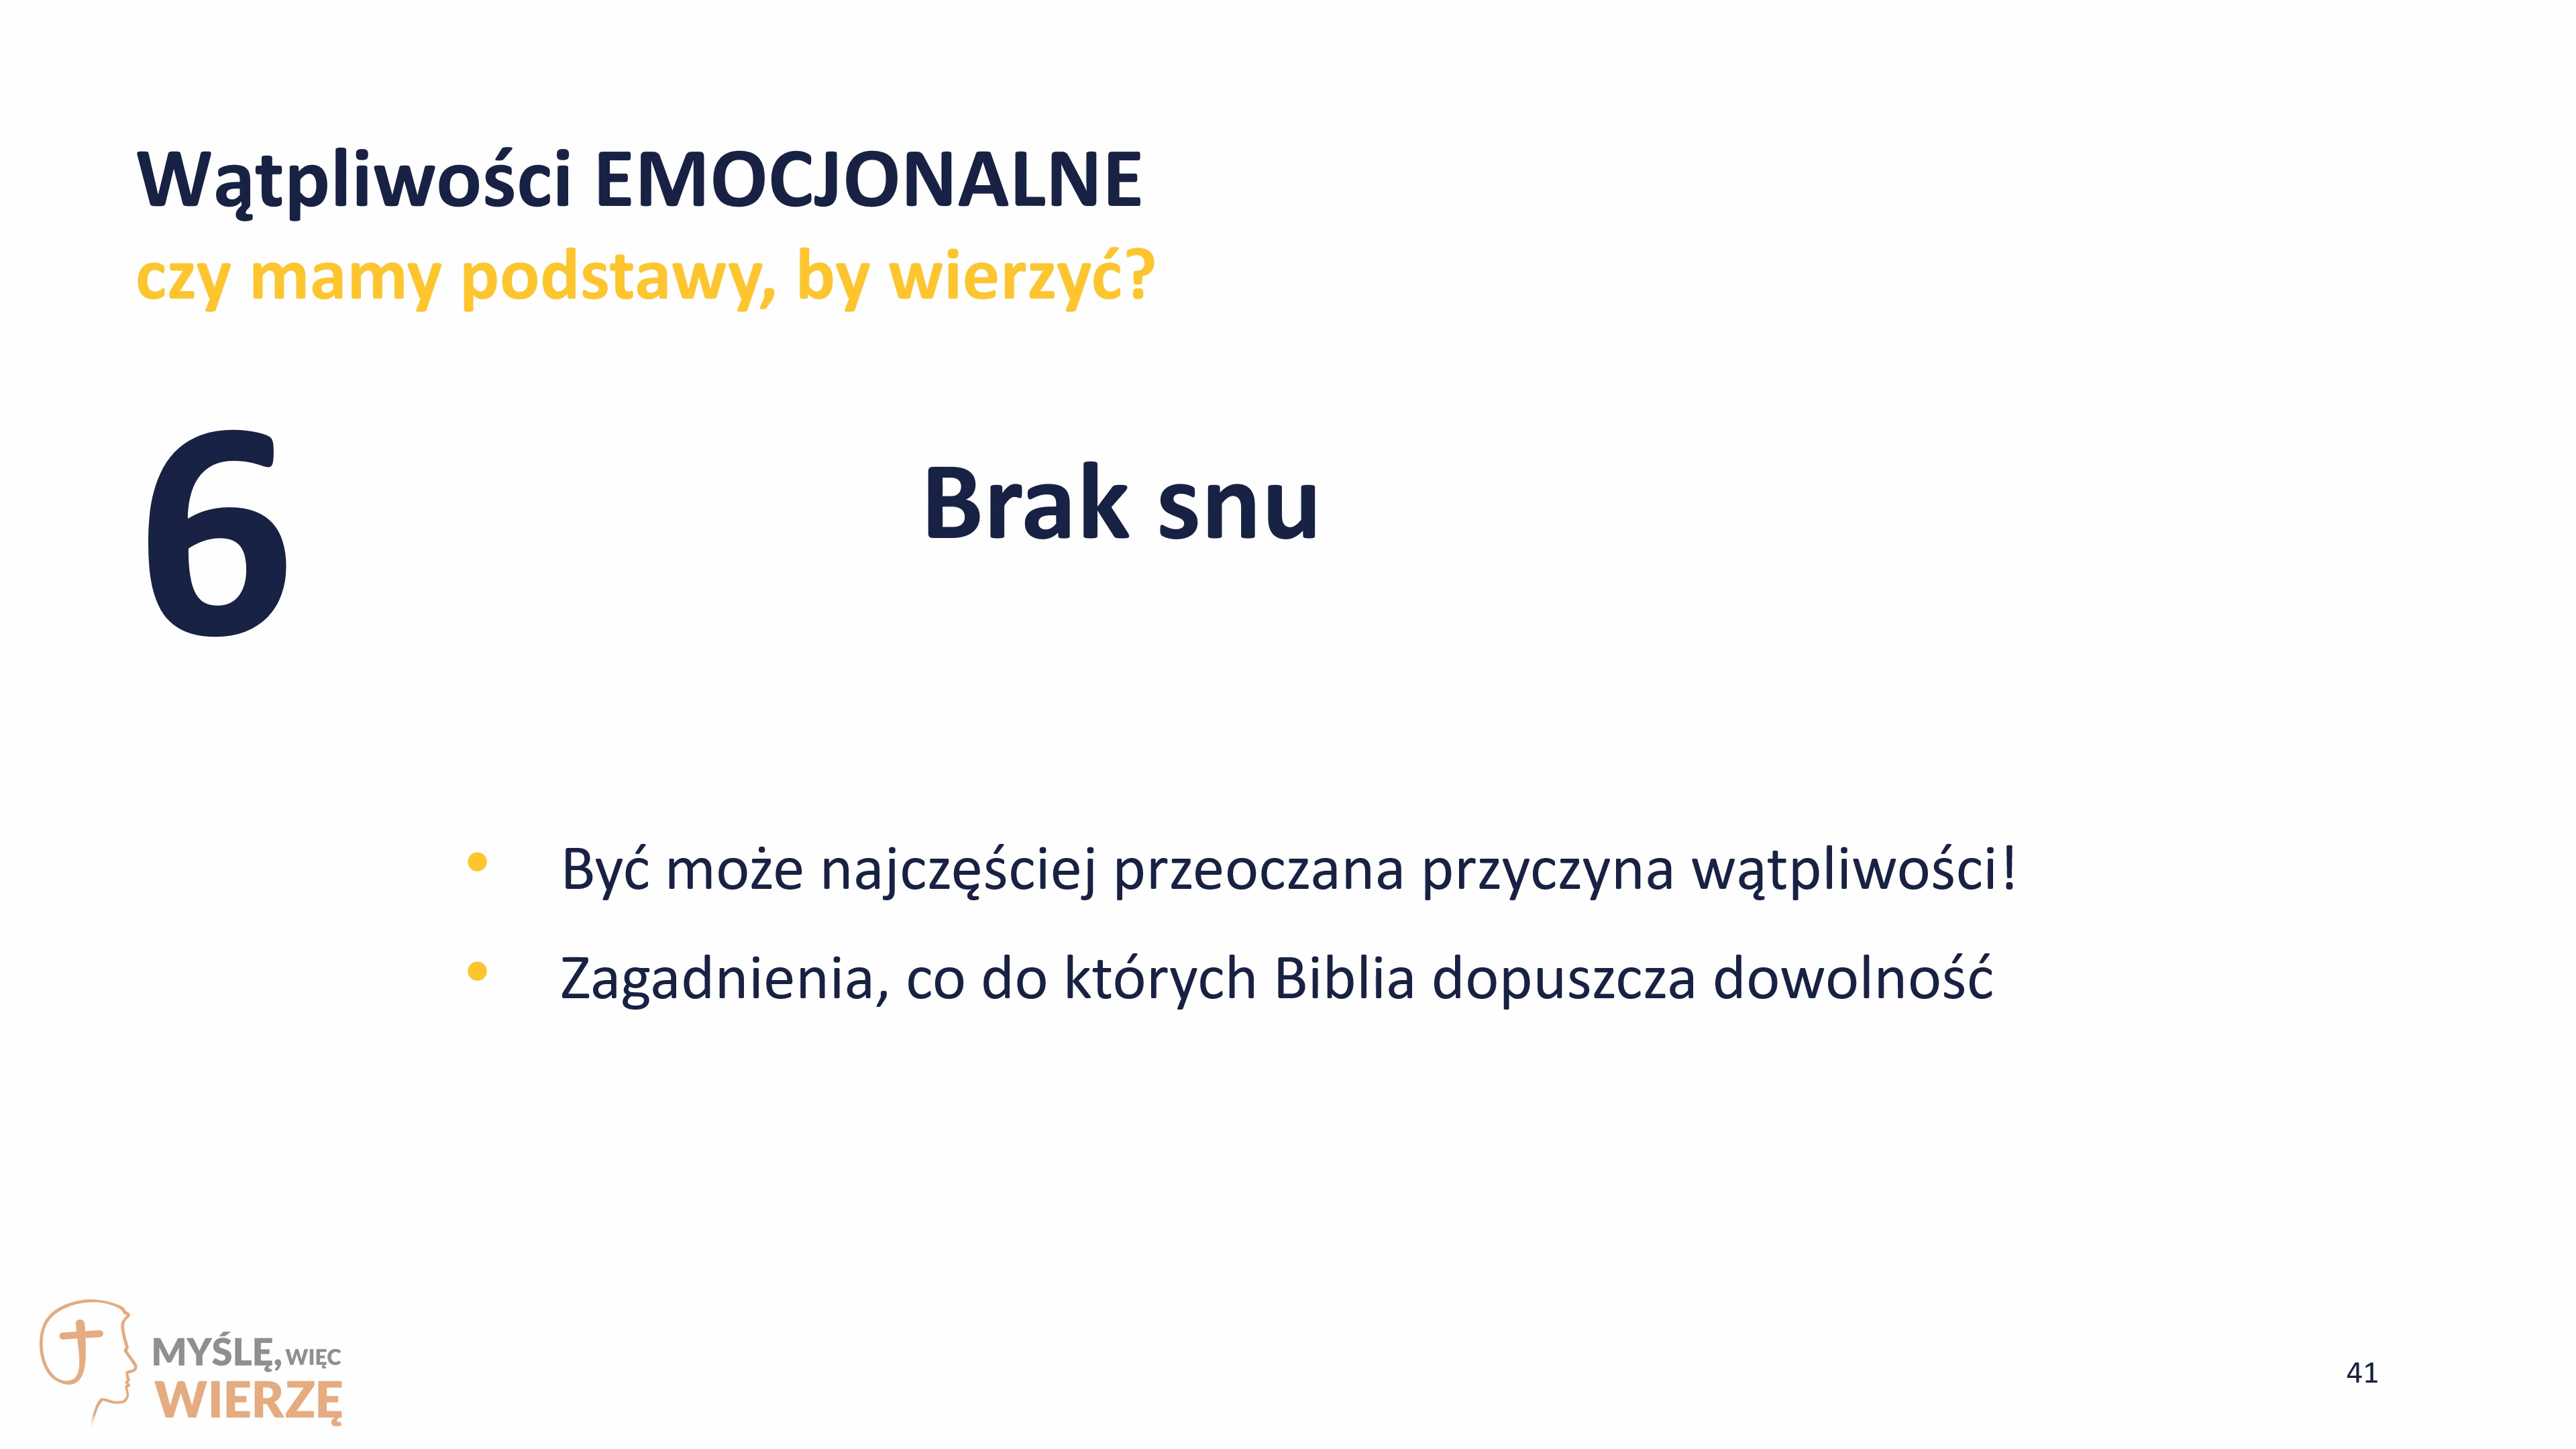 Wątpliwości EMOCJONALNE
czy mamy podstawy, by wierzyć?
6
Brak snu
• Być może najczęściej przeoczana przyczyna wątpliwości!
• Zagadnienia, co do których Biblia dopuszcza dowolność
MYŚLĘ, WIĘC
WIERZĘ
41